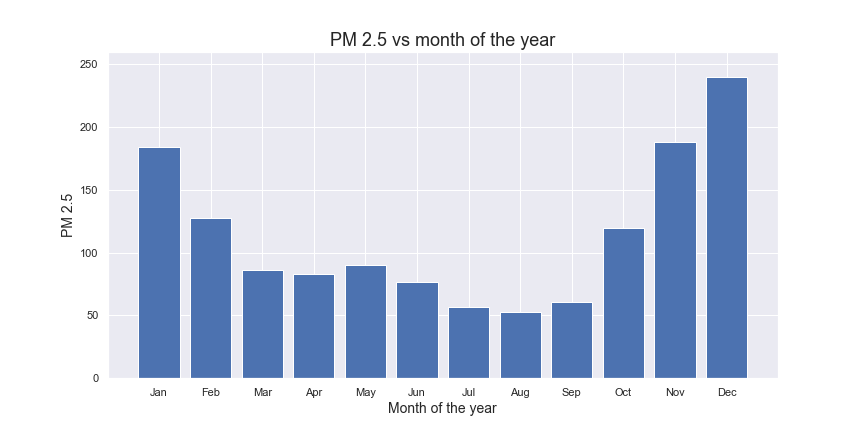 PM 2.5 vs month of the year
PM 2.5
250
200
150
100
50
0
Jan Feb Mar Apr May Jun Jul Aug Sep Oct Nov Dec
Month of the year